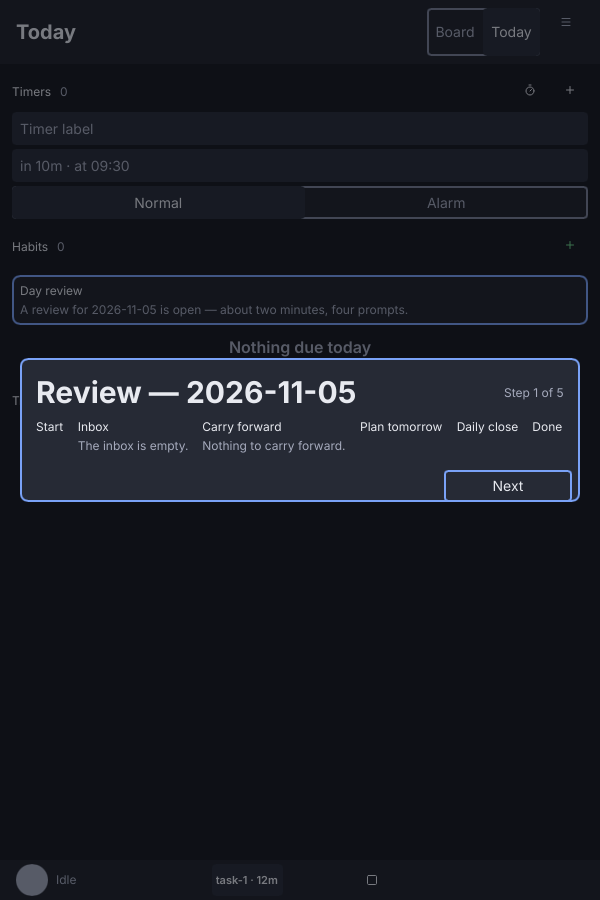 Today
Board Today
Timers 0
Timer label
in 10m · at 09:30
Normal Alarm
Habits 0
Day review
A review for 2026-11-05 is open — about two minutes, four prompts.
Nothing due today
T
Review — 2026-11-05 Step 1 of 5
Start Inbox Carry forward Plan tomorrow Daily close Done
The inbox is empty. Nothing to carry forward.
Next
Idle task-1 · 12m